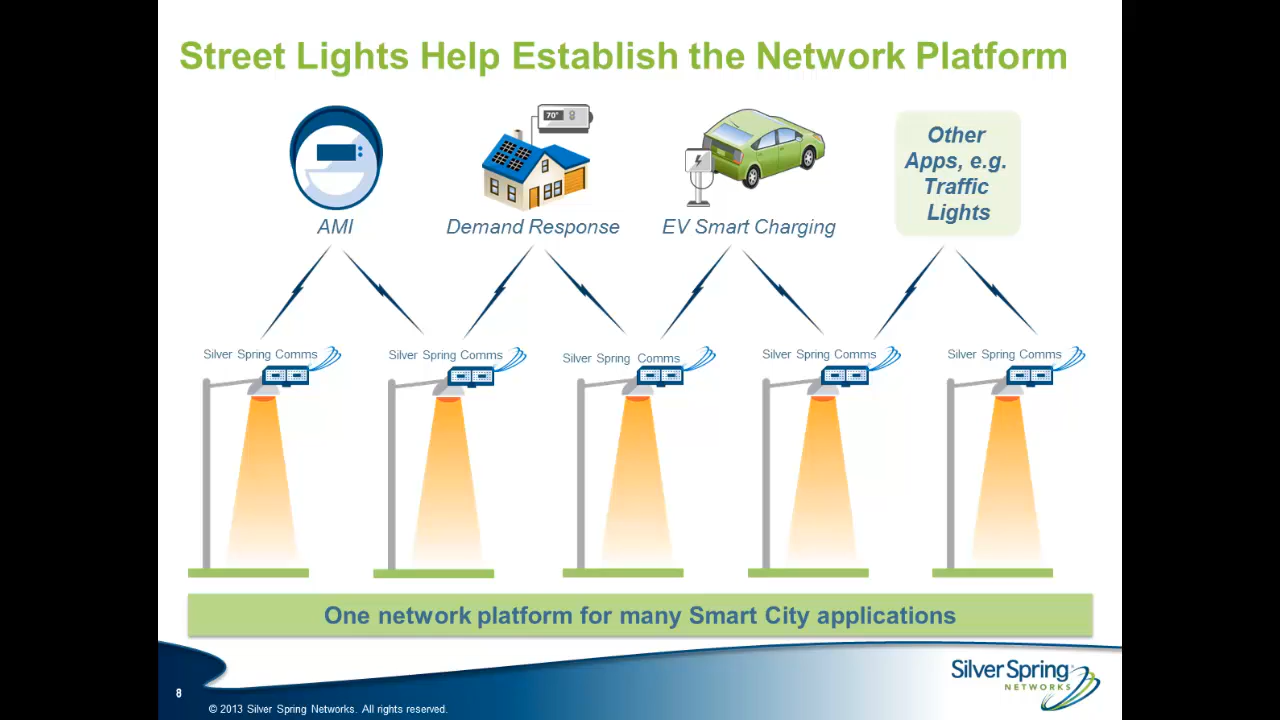 Street Lights Help Establish the Network Platform
70°
Other
Apps, e.g.
Traffic
Lights
AMI
Demand Response
EV Smart Charging
Silver Spring Comms
Silver Spring Comms
Silver Spring Comms
Silver Spring Comms
Silver Spring Comms
One network platform for many Smart City applications
Silver Spring
NETWORKS
8
© 2013 Silver Spring Networks. All rights reserved.